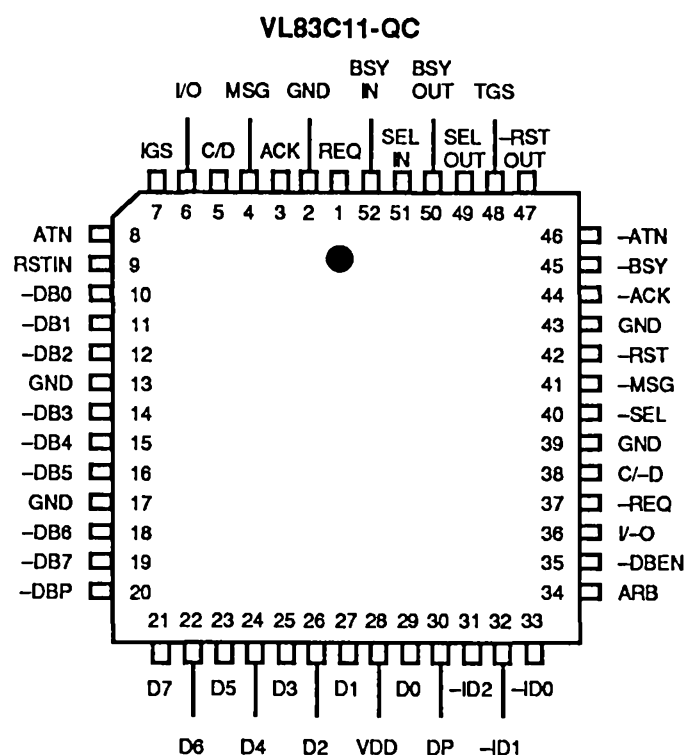 VL83C11-QC
BSY BSY
I/O MSG GND IN OUT TGS
IGS C/D ACK REQ SEL IN SEL OUT –RST OUT
7 6 5 4 3 2 1 52 51 50 49 48 47
ATN 8 46 –ATN
RSTIN 9 45 –BSY
–DB0 10 44 –ACK
–DB1 11 43 GND
–DB2 12 42 –RST
GND 13 41 –MSG
–DB3 14 40 –SEL
–DB4 15 39 GND
–DB5 16 38 C/–D
GND 17 37 –REQ
–DB6 18 36 I/–O
–DB7 19 35 –DBEN
–DBP 20 34 ARB
21 22 23 24 25 26 27 28 29 30 31 32 33
D7 D5 D3 D1 D0 –ID2 –ID0
D6 D4 D2 VDD DP –ID1